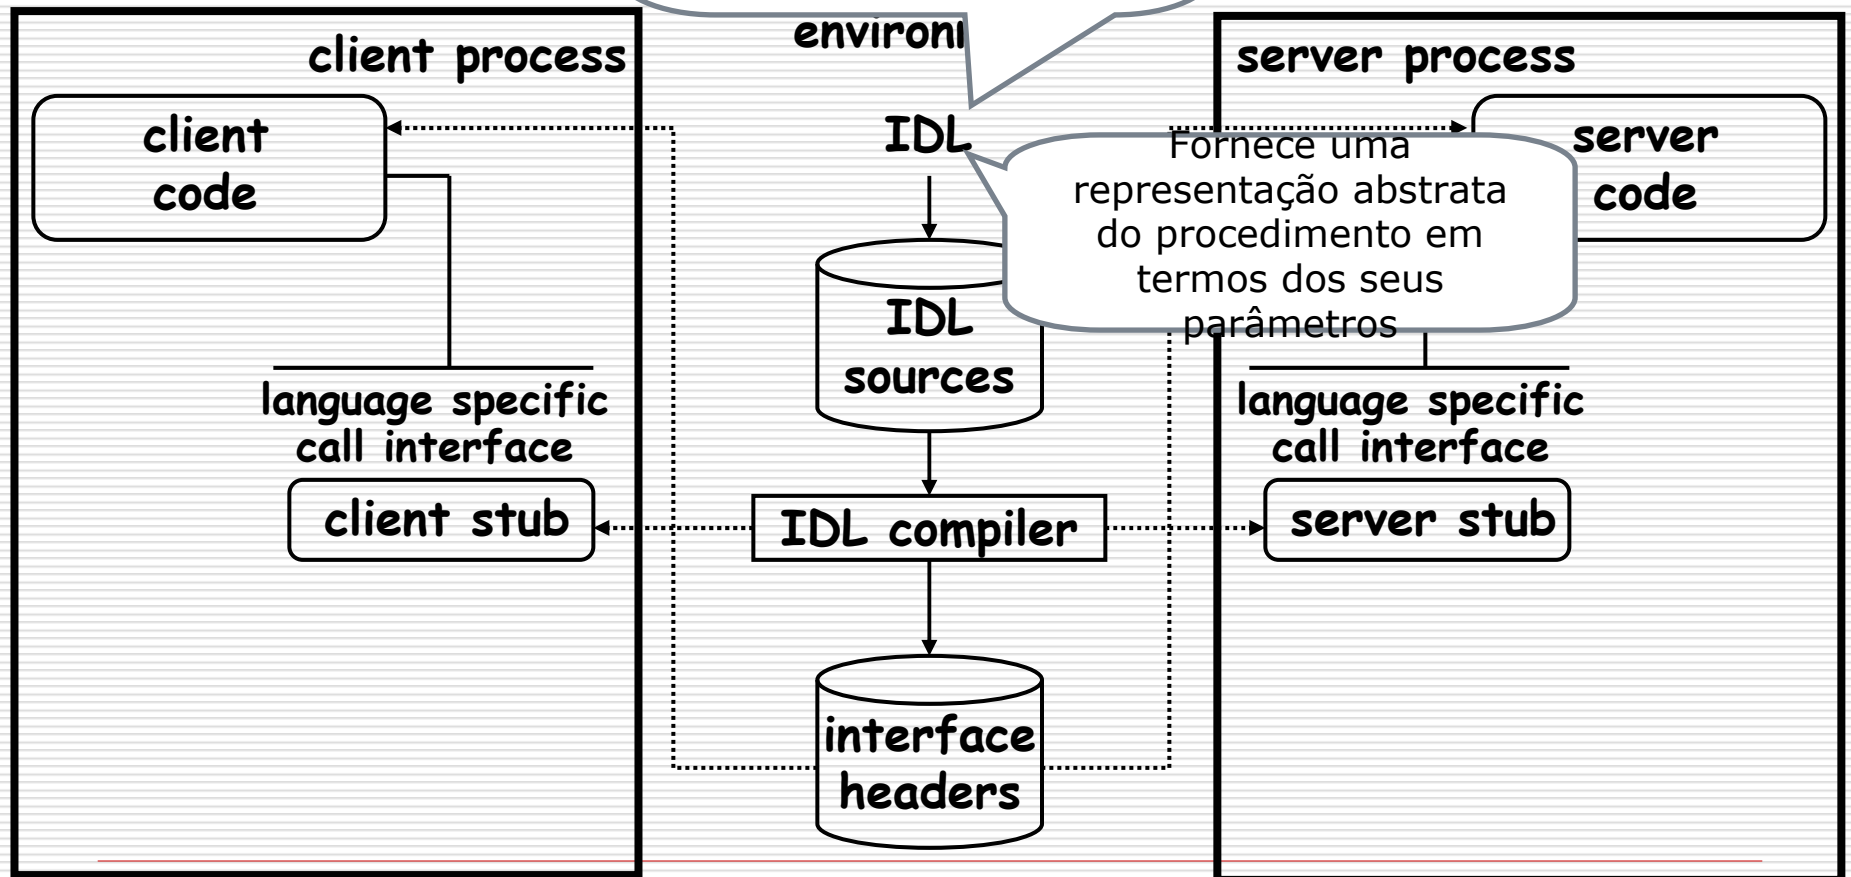 client process
server process
client
code
IDL
Fornece uma
representação abstrata
do procedimento em
termos dos seus
parâmetros
server
code
IDL
sources
language specific
call interface
language specific
call interface
client stub
IDL compiler
server stub
interface
headers